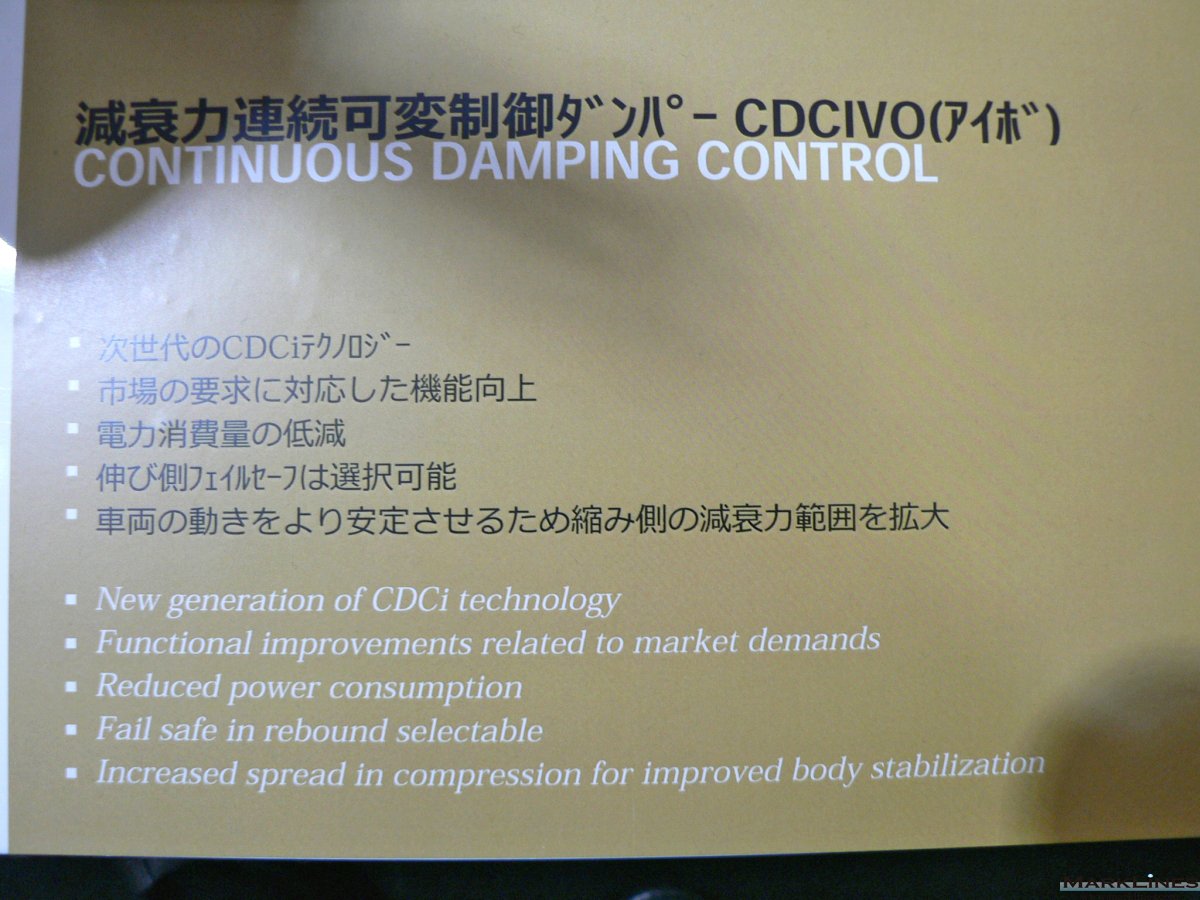 減衰力連続可変制御ﾀﾞﾝﾊﾟｰ CDCIVO(ｱｲﾎﾞ)
CONTINUOUS DAMPING CONTROL
▪ 次世代のCDCiﾃｸﾉﾛｼﾞｰ
▪ 市場の要求に対応した機能向上
▪ 電力消費量の低減
▪ 伸び側ﾌｪｲﾙｾｰﾌは選択可能
▪ 車両の動きをより安定させるため縮み側の減衰力範囲を拡大
▪ New generation of CDCi technology
▪ Functional improvements related to market demands
▪ Reduced power consumption
▪ Fail safe in rebound selectable
▪ Increased spread in compression for improved body stabilization
MARKLINES